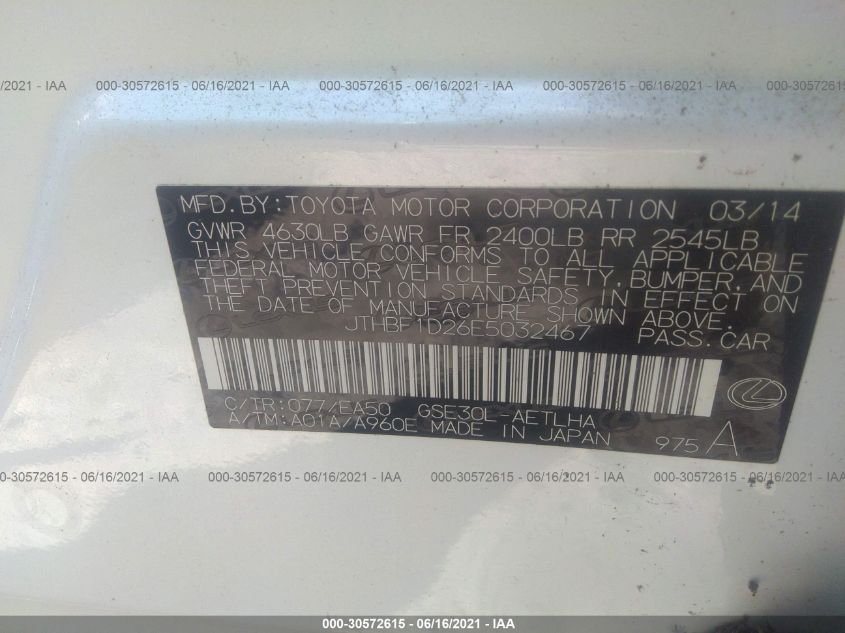 /2021 - IAA 000-30572615 - 06/16/2021 - IAA 000-30572615 - 06/16/2021 - IAA 000-30572615 - 06/16/2021 - IAA 000-30572615
MFD.BY:TOYOTA MOTOR CORPORATION 03/14
GVWR 4630LB GAWR FR 2400LB RR 2545LB
THIS VEHICLE CONFORMS TO ALL APPLICABLE
FEDERAL MOTOR VEHICLE SAFETY,BUMPER,AND
THEFT PREVENTION STANDARDS IN EFFECT ON
THE DATE OF MANUFACTURE SHOWN ABOVE.
JTHBF1D26E5032467 PASS.CAR
C/TR:077/EA50 GSE30L-AETLHA
A/TM:A01A/A960E MADE IN JAPAN 975 A
000-30572615 - 06/16/2021 - IAA 000-30572615 - 06/16/2021 - IAA 000-30572615 - 06/16/2021 - IAA 000-30572615 - 06/16/2021 - IAA
000-30572615 - 06/16/2021 - IAA